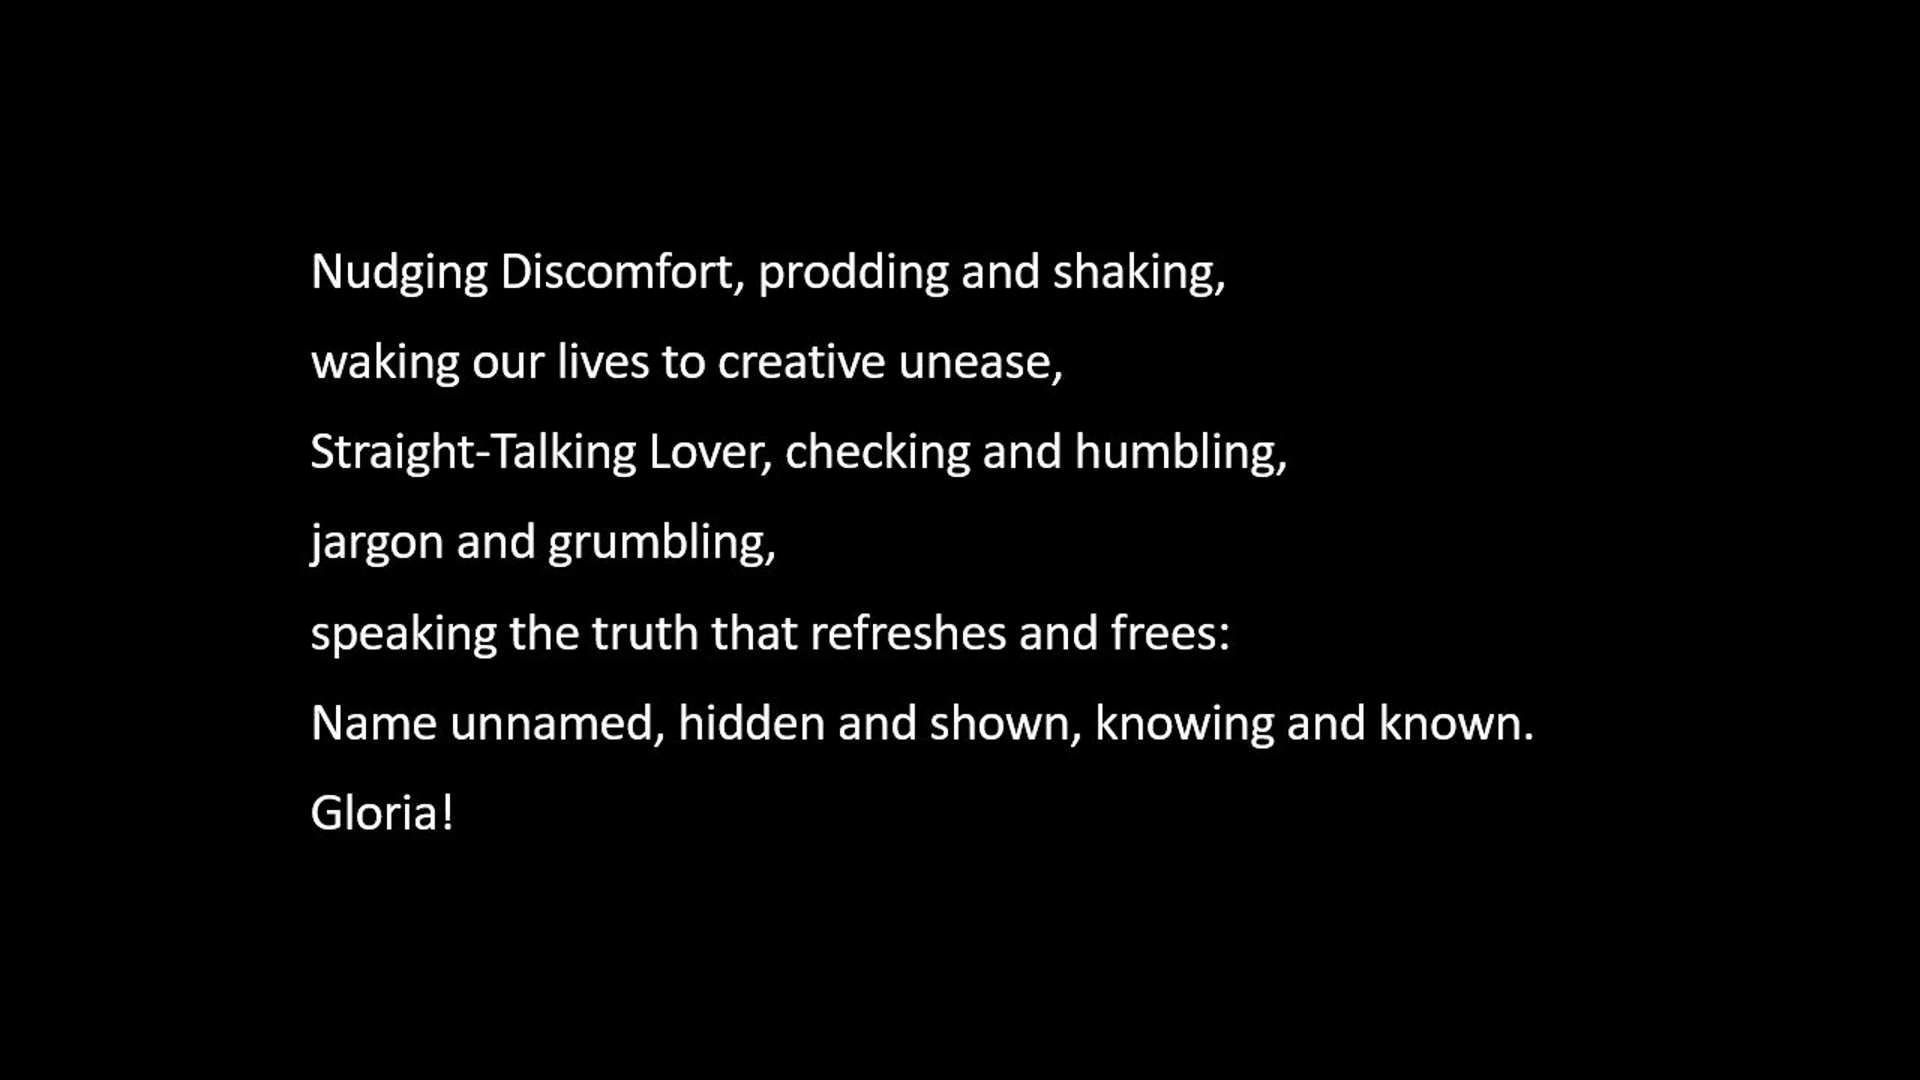 Nudging Discomfort, prodding and shaking,
waking our lives to creative unease,
Straight-Talking Lover, checking and humbling,
jargon and grumbling,
speaking the truth that refreshes and frees:
Name unnamed, hidden and shown, knowing and known.
Gloria!